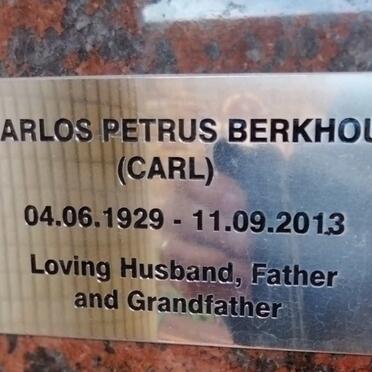 ARLOS PETRUS BERKHOU
(CARL)
04.06.1929 - 11.09.2013
Loving Husband, Father
and Grandfather